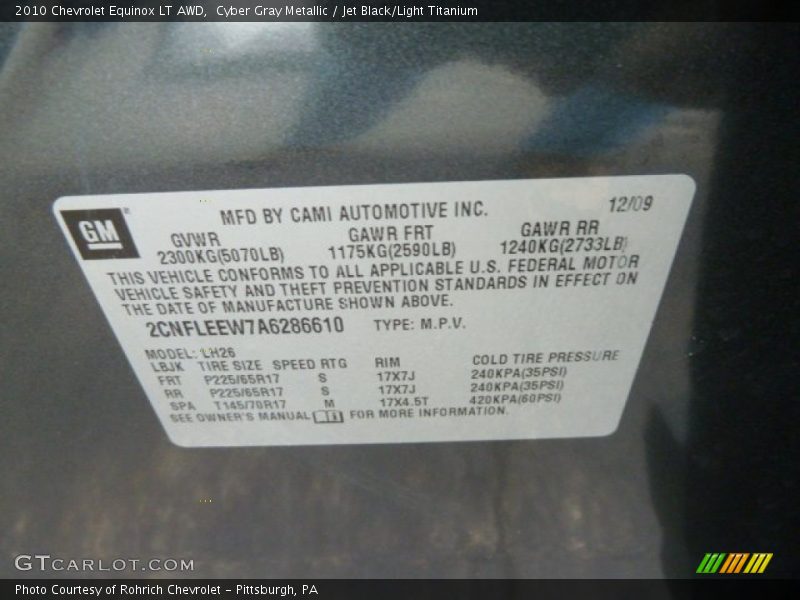 2010 Chevrolet Equinox LT AWD, Cyber Gray Metallic / Jet Black/Light Titanium
GM
MFD BY CAMI AUTOMOTIVE INC. 12/09
GVWR GAWR FRT GAWR RR
2300KG(5070LB) 1175KG(2590LB) 1240KG(2733LB)
THIS VEHICLE CONFORMS TO ALL APPLICABLE U.S. FEDERAL MOTOR
VEHICLE SAFETY AND THEFT PREVENTION STANDARDS IN EFFECT ON
THE DATE OF MANUFACTURE SHOWN ABOVE.
2CNFLEEW7A6286610 TYPE: M.P.V.
MODEL: LH26
LBJK TIRE SIZE SPEED RTG RIM COLD TIRE PRESSURE
FRT P225/65R17 S 17X7J 240KPA(35PSI)
RR P225/65R17 S 17X7J 240KPA(35PSI)
SPA T145/70R17 M 17X4.5T 420KPA(60PSI)
SEE OWNER'S MANUAL FOR MORE INFORMATION.
GTCARLOT.COM
Photo Courtesy of Rohrich Chevrolet - Pittsburgh, PA